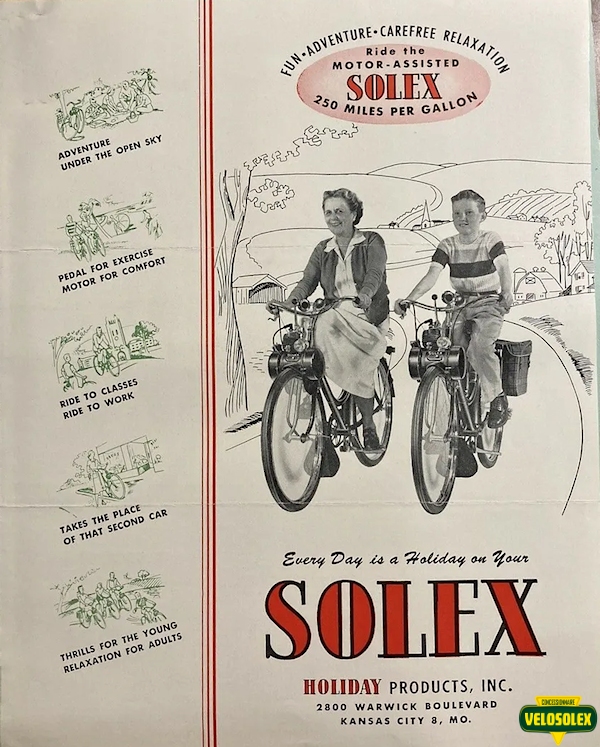 FUN•ADVENTURE•CAREFREE RELAXATION
Ride the
MOTOR-ASSISTED
SOLEX
250 MILES PER GALLON
ADVENTURE
UNDER THE OPEN SKY
PEDAL FOR EXERCISE
MOTOR FOR COMFORT
RIDE TO CLASSES
RIDE TO WORK
TAKES THE PLACE
OF THAT SECOND CAR
THRILLS FOR THE YOUNG
RELAXATION FOR ADULTS
Every Day is a Holiday on Your
SOLEX
HOLIDAY PRODUCTS, INC.
2800 WARWICK BOULEVARD
KANSAS CITY 8, MO.
CONCESSIONNAIRE
VELOSOLEX